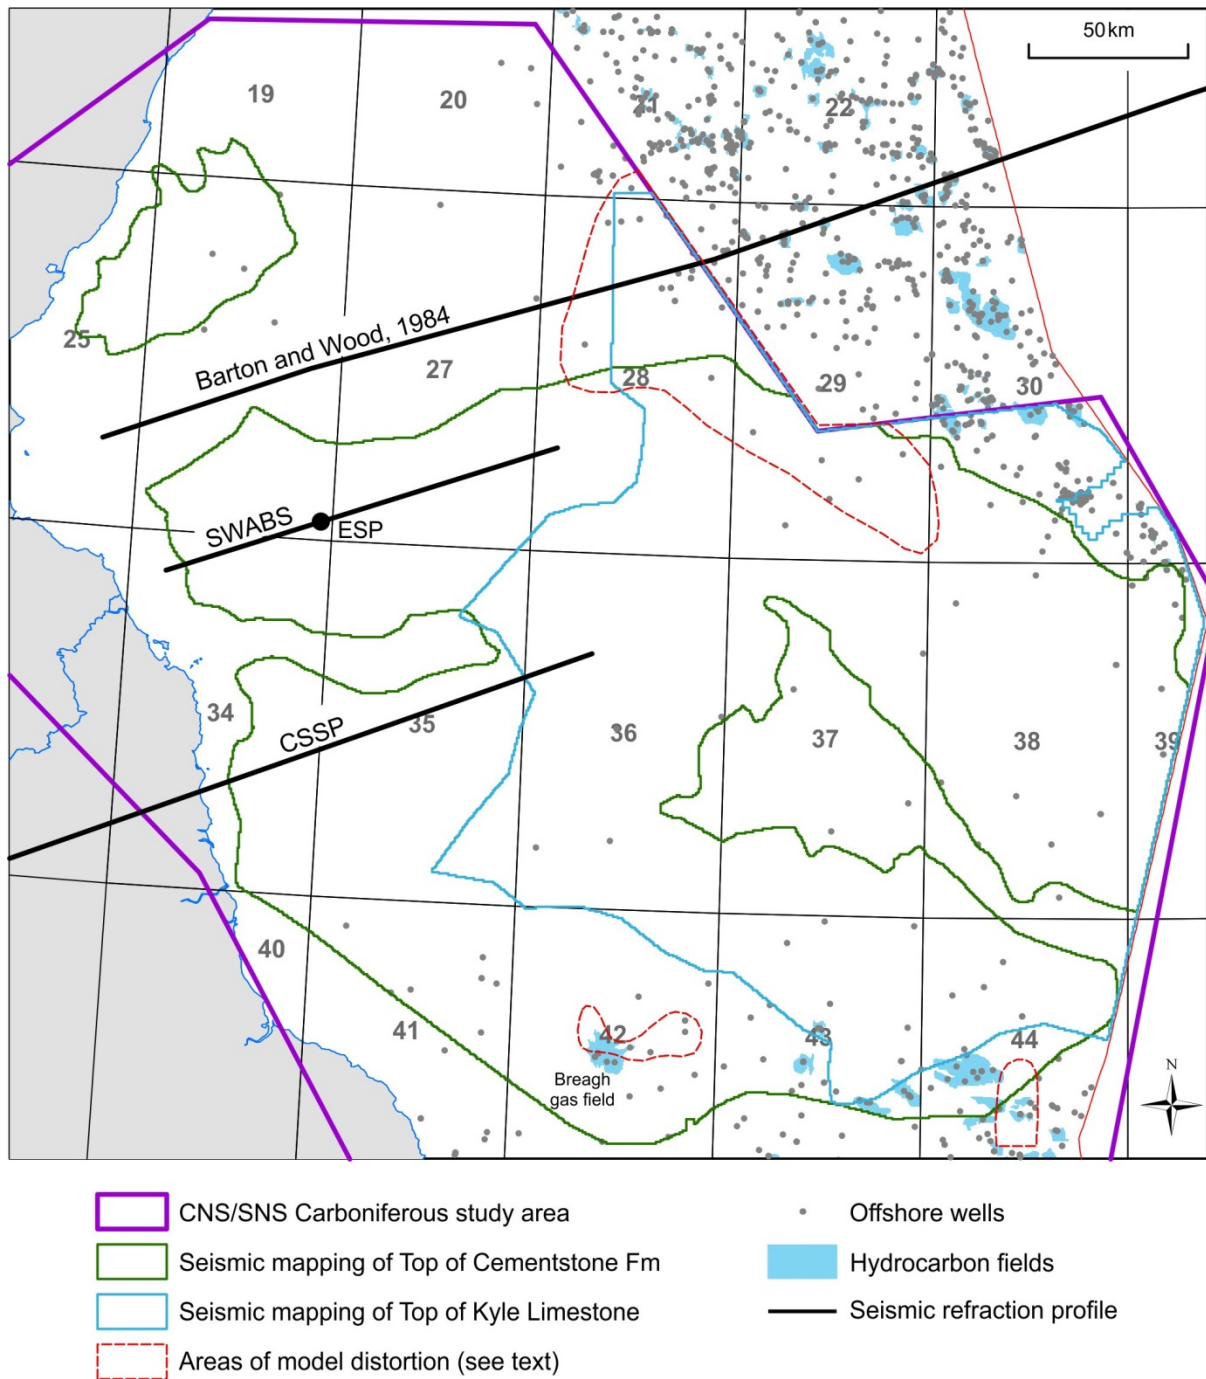 50km
19
20
21
22
Barton and Wood, 1984
25
27
28
29
30
SWABS
ESP
34
CSSP
35
36
37
38
39
40
41
42
43
44
Breagh
gas field
N
CNS/SNS Carboniferous study area
Seismic mapping of Top of Cementstone Fm
Seismic mapping of Top of Kyle Limestone
Areas of model distortion (see text)
Offshore wells
Hydrocarbon fields
Seismic refraction profile